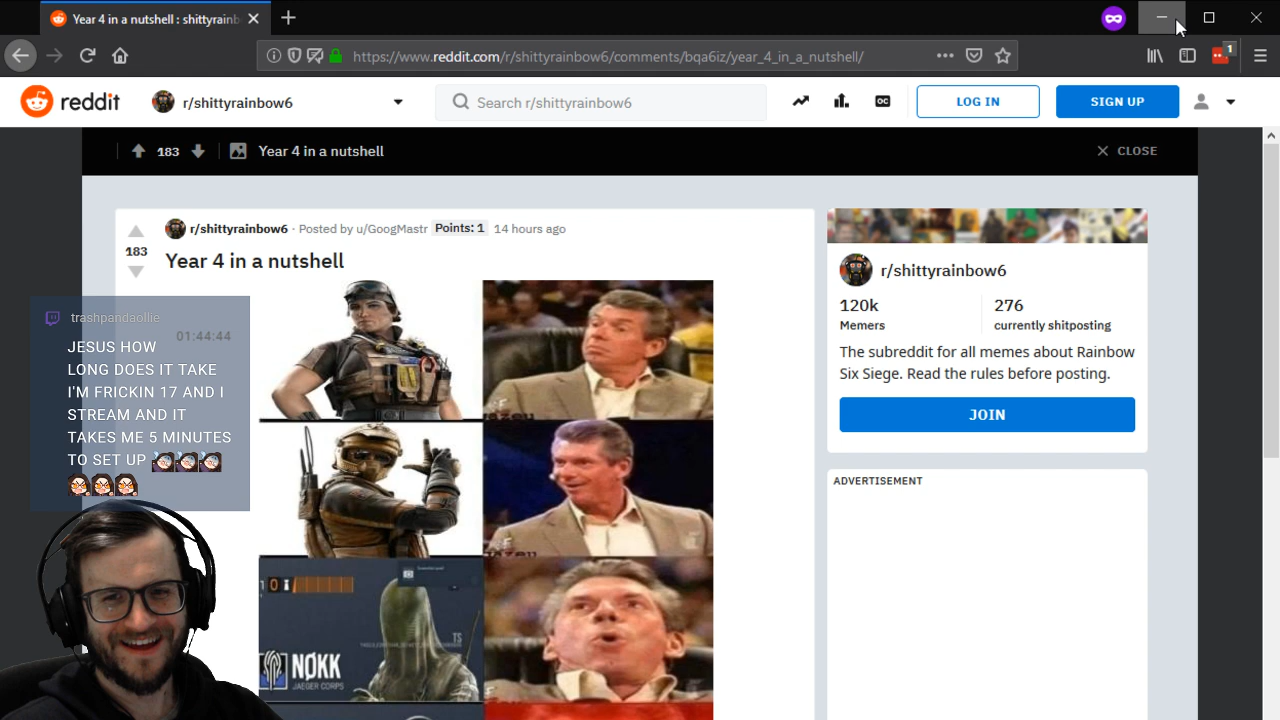 Year 4 in a nutshell : shittyrainb
https://www.reddit.com/r/shittyrainbow6/comments/bqa6iz/year_4_in_a_nutshell/
1
reddit
r/shittyrainbow6
Search r/shittyrainbow6
LOG IN
SIGN UP
183
Year 4 in a nutshell
CLOSE
r/shittyrainbow6 · Posted by u/GoogMastr Points: 1 14 hours ago
183
Year 4 in a nutshell
r/shittyrainbow6
120k
276
Memers
currently shitposting
The subreddit for all memes about Rainbow
Six Siege. Read the rules before posting.
JOIN
ADVERTISEMENT
trashpandaollie
01:44:44
JESUS HOW
LONG DOES IT TAKE
I'M FRICKIN 17 AND I
STREAM AND IT
TAKES ME 5 MINUTES
TO SET UP
0
TS
NØKK
JAEGER CORPS